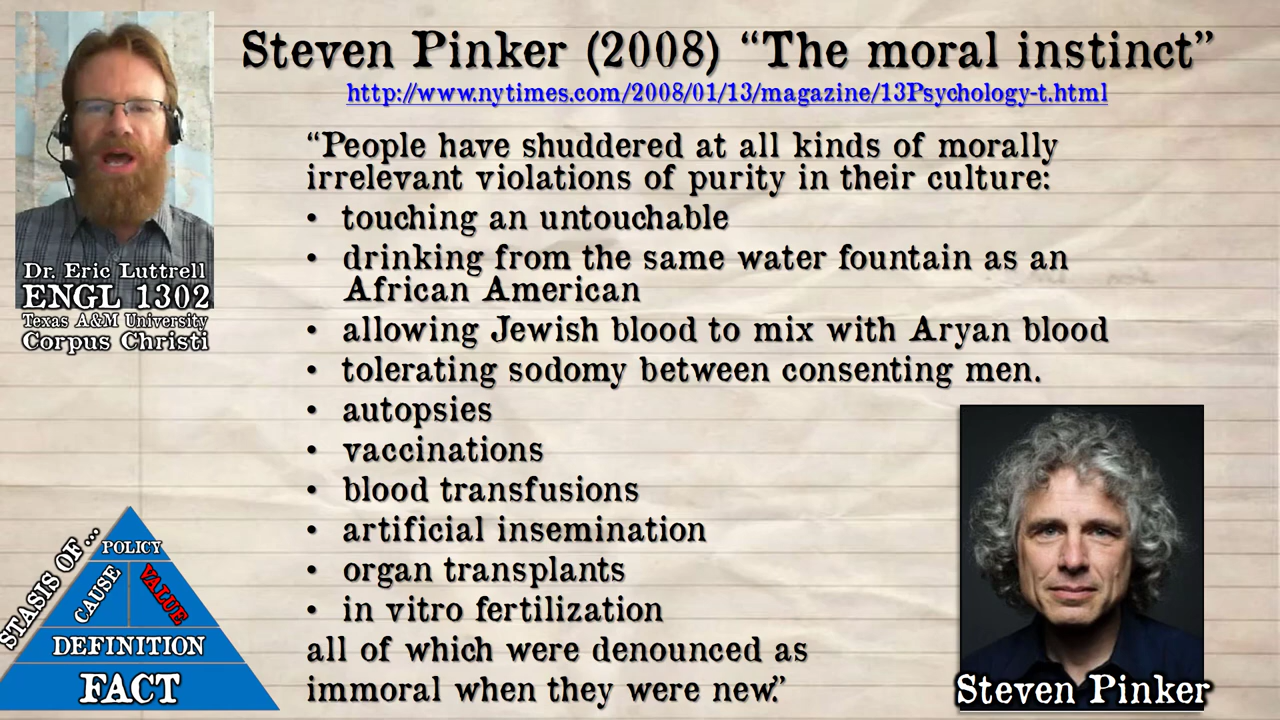 Steven Pinker (2008) “The moral instinct”
http://www.nytimes.com/2008/01/13/magazine/13Psychology-t.html
“People have shuddered at all kinds of morally
irrelevant violations of purity in their culture:
• touching an untouchable
• drinking from the same water fountain as an
African American
• allowing Jewish blood to mix with Aryan blood
• tolerating sodomy between consenting men.
• autopsies
• vaccinations
• blood transfusions
• artificial insemination
• organ transplants
• in vitro fertilization
all of which were denounced as
immoral when they were new.”
Dr. Eric Luttrell
ENGL 1302
Texas A&M University
Corpus Christi
STASIS OF...
POLICY
CAUSE
VALUE
DEFINITION
FACT
Steven Pinker